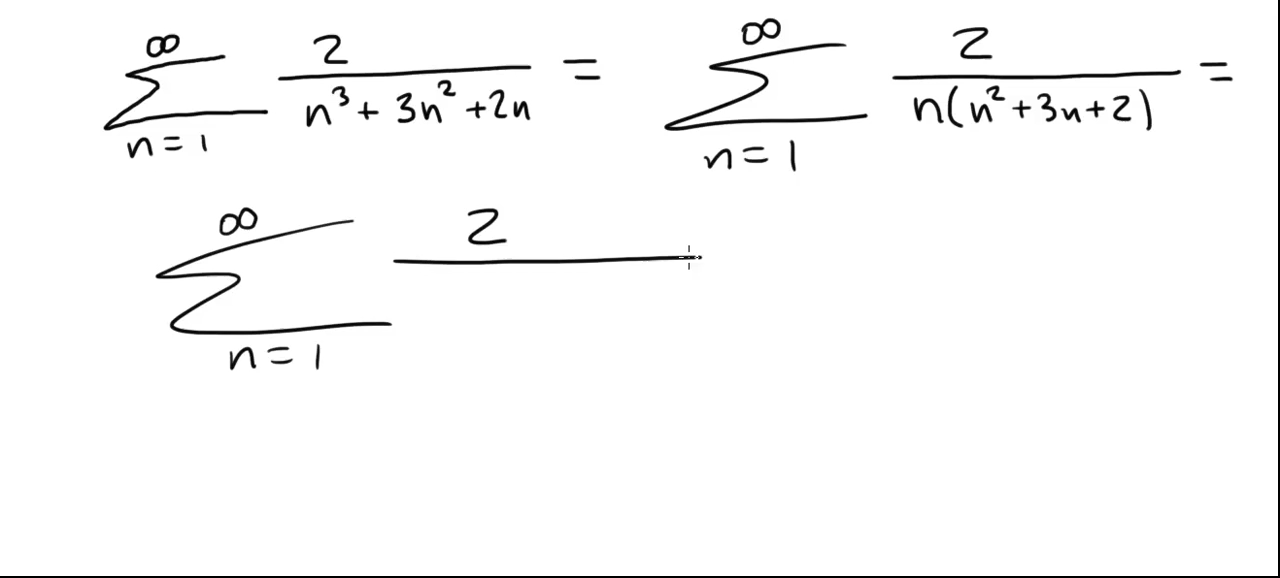 ∑_{n=1}^{∞} 2/(n³ + 3n² + 2n) = ∑_{n=1}^{∞} 2/(n(n² + 3n + 2)) =
∑_{n=1}^{∞} 2/